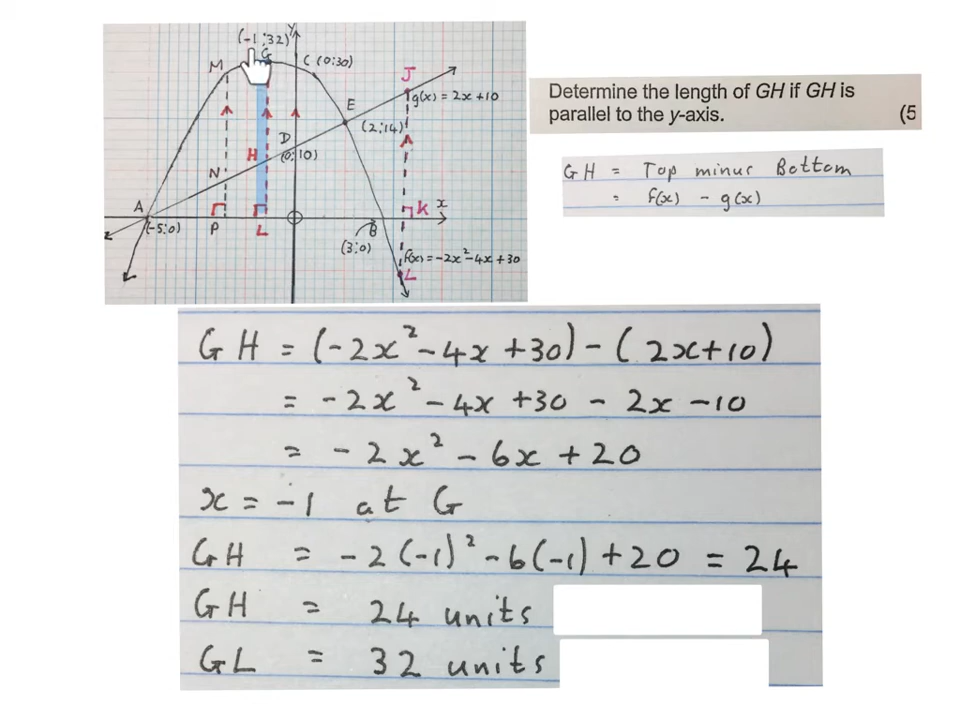 (-1;32)
Y
G
C (0;30)
M
J
g(x) = 2x+10
E
(2;14)
D
(0;10)
H
N
A
(-5;0)
P
L
B
(3;0)
K
x
f(x) = -2x²-4x+30
L
Determine the length of GH if GH is
parallel to the y-axis. (5
GH = Top minus Bottom
= f(x) - g(x)
GH = (-2x²-4x+30)-(2x+10)
= -2x²-4x+30-2x-10
= -2x²-6x+20
x = -1 at G
GH = -2(-1)²-6(-1)+20 = 24
GH = 24 units
GL = 32 units